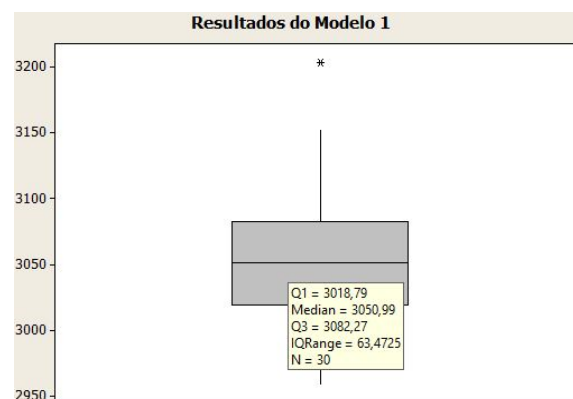 Resultados do Modelo 1
3200
*
3150
3100
3050
3000
2950
Q1 = 3018,79
Median = 3050,99
Q3 = 3082,27
IQRange = 63,4725
N = 30